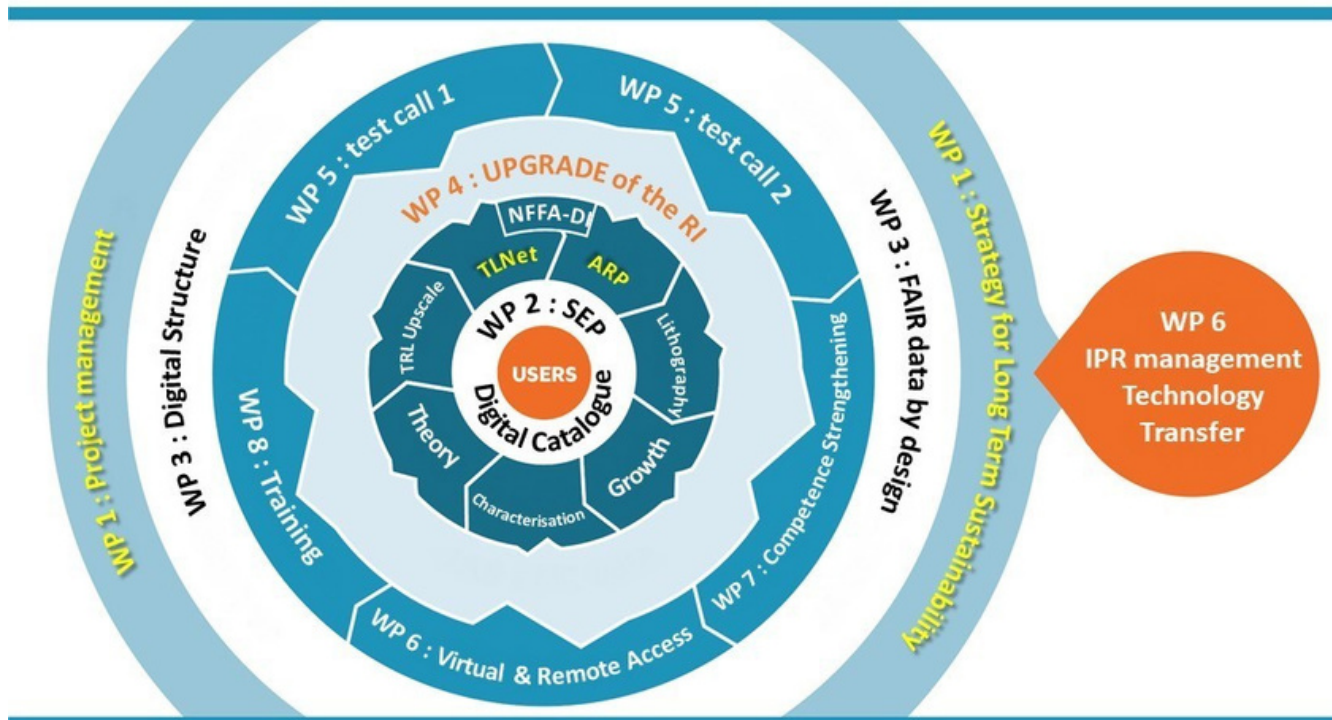 WP 1 : Project management
WP 3 : Digital Structure
WP 5 : test call 1
WP 5 : test call 2
WP 4 : UPGRADE of the RI
NFFA-DI
TLNet
ARP
TRL Upscale
Lithography
WP 2 : SEP
USERS
Digital Catalogue
Theory
Growth
Characterisation
WP 8 : Training
WP 6 : Virtual & Remote Access
WP 7 : Competence Strengthening
WP 3 : FAIR data by design
WP 1 : Strategy for Long Term Sustainability
WP 6
IPR management
Technology
Transfer